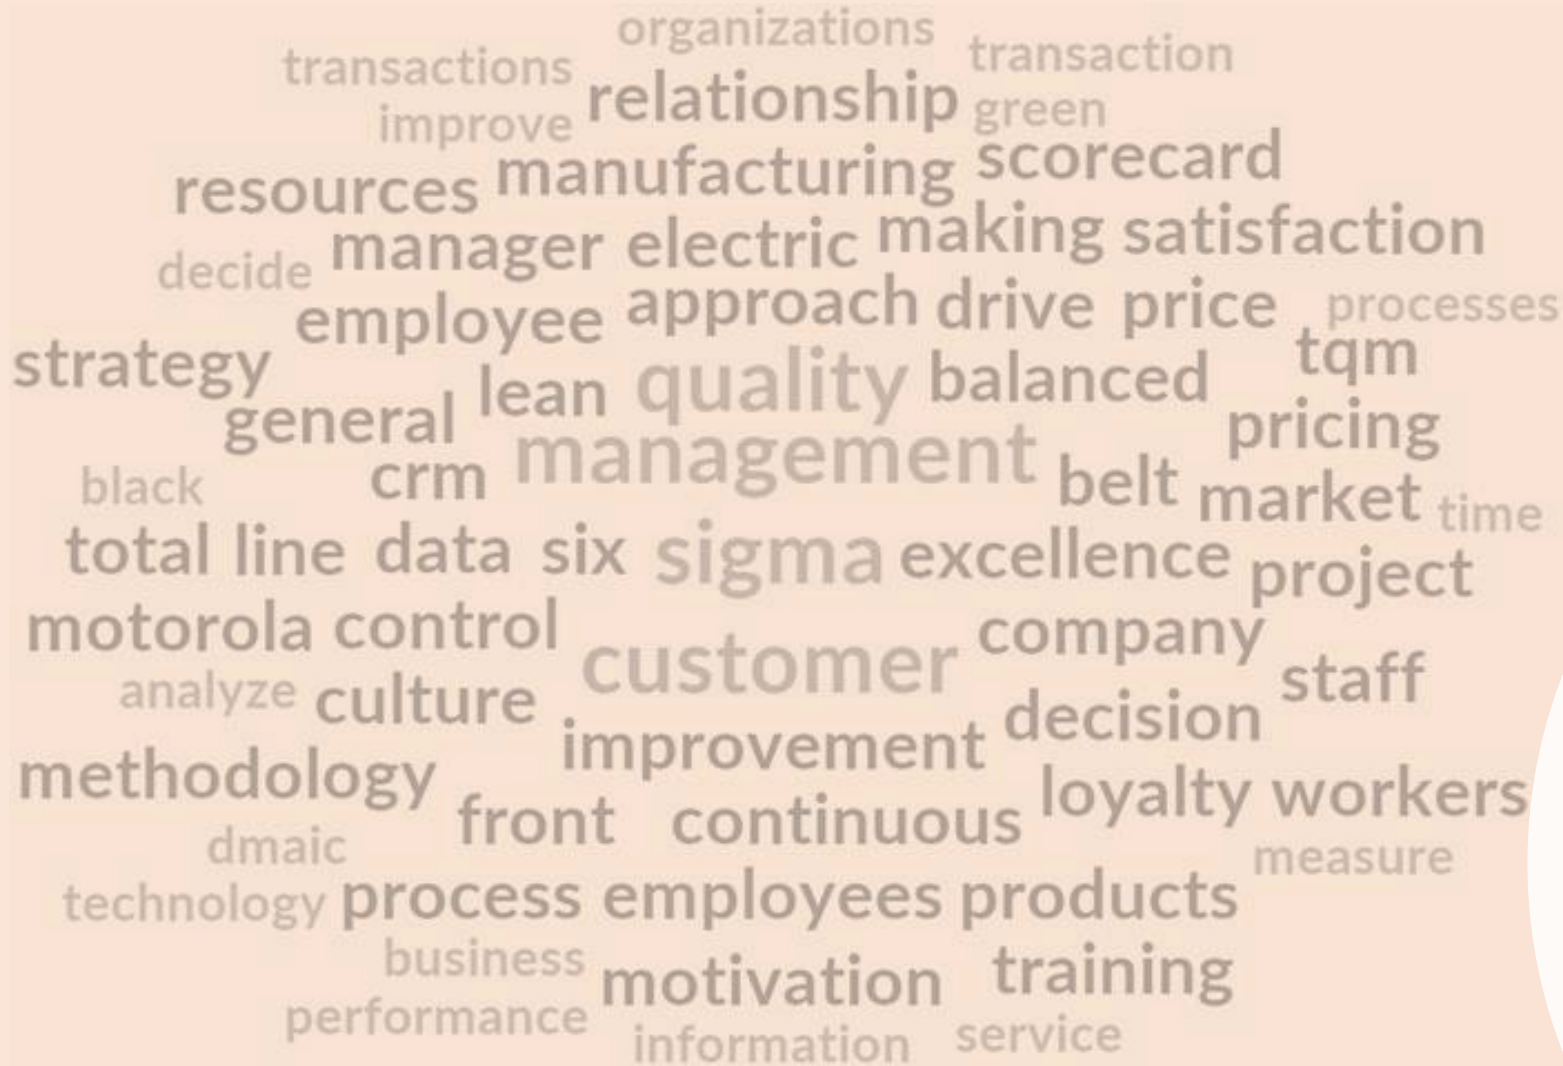 organizations
transactions transaction
relationship
improve green
manufacturing scorecard
resources
making satisfaction
manager electric
decide
employee approach drive price processes
strategy tqm
lean quality balanced
general pricing
management
black crm belt market time
total line data six sigma excellence project
motorola control company
customer
analyze culture staff
decision
improvement
methodology loyalty workers
front continuous
dmaic measure
technology process employees products
business motivation training
performance service
information